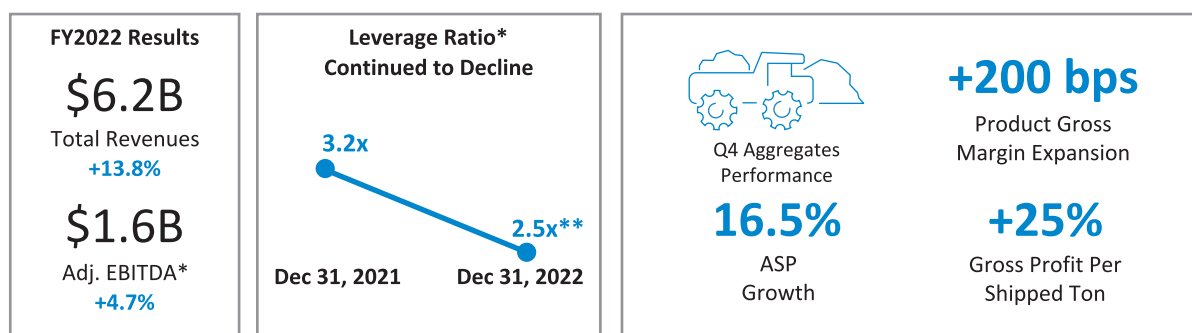 FY2022 Results
$6.2B
Total Revenues
+13.8%
$1.6B
Adj. EBITDA*
+4.7%
Leverage Ratio*
Continued to Decline
3.2x
2.5x**
Dec 31, 2021
Dec 31, 2022
Q4 Aggregates
Performance
+200 bps
Product Gross
Margin Expansion
16.5%
ASP
Growth
+25%
Gross Profit Per
Shipped Ton